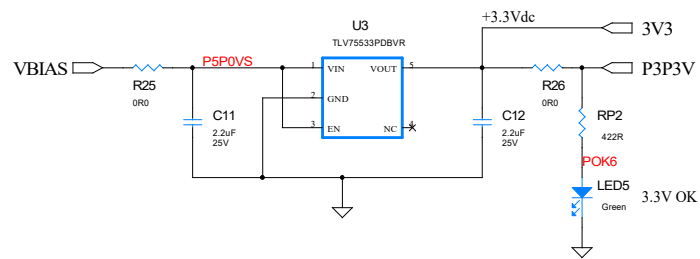 U3
TLV75533PDBVR
+3.3Vdc
3V3
VBIAS
R25
0R0
P5P0VS
1
VIN
VOUT
5
2
GND
3
EN
NC
4
R26
0R0
P3P3V
C11
2.2uF
25V
C12
2.2uF
25V
RP2
422R
POK6
LED5
Green
3.3V OK